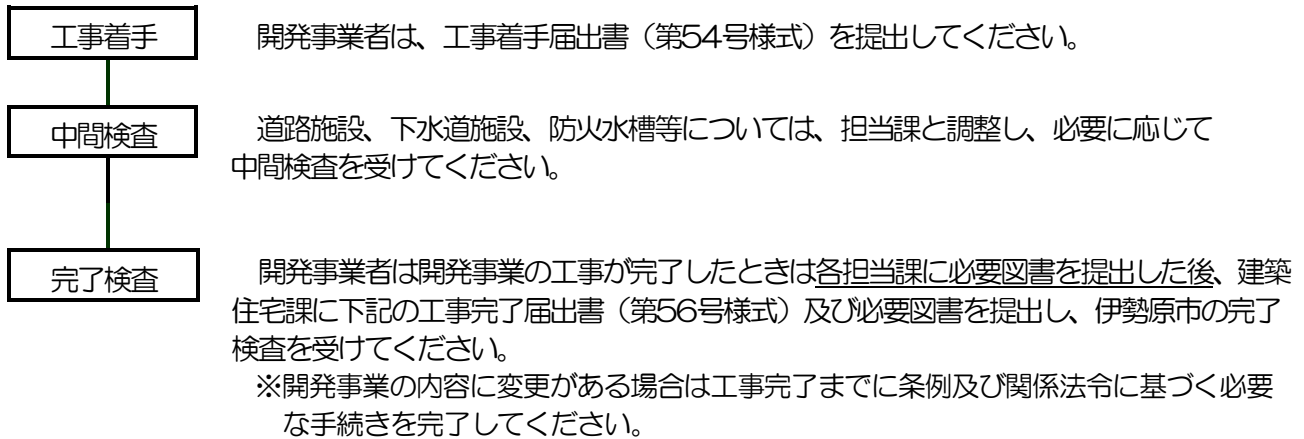 工事着手
開発事業者は、工事着手届出書（第54号様式）を提出してください。
中間検査
道路施設、下水道施設、防火水槽等については、担当課と調整し、必要に応じて
中間検査を受けてください。
完了検査
開発事業者は開発事業の工事が完了したときは各担当課に必要図書を提出した後、建築
住宅課に下記の工事完了届出書（第56号様式）及び必要図書を提出し、伊勢原市の完了
検査を受けてください。
※開発事業の内容に変更がある場合は工事完了までに条例及び関係法令に基づく必要
な手続きを完了してください。